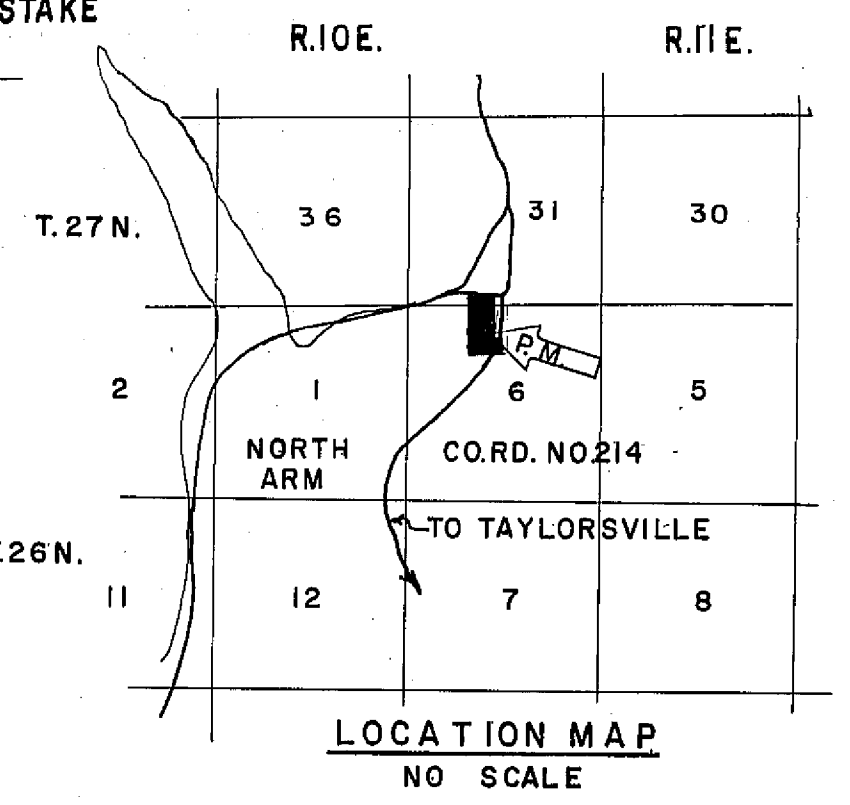 STAKE
R.10E. R.11E.
36 31 30
T.27N.
P.M.
2 1 6 5
NORTH CO.RD. NO.214
ARM
TO TAYLORSVILLE
.26N.
11 12 7 8
LOCATION MAP
NO SCALE